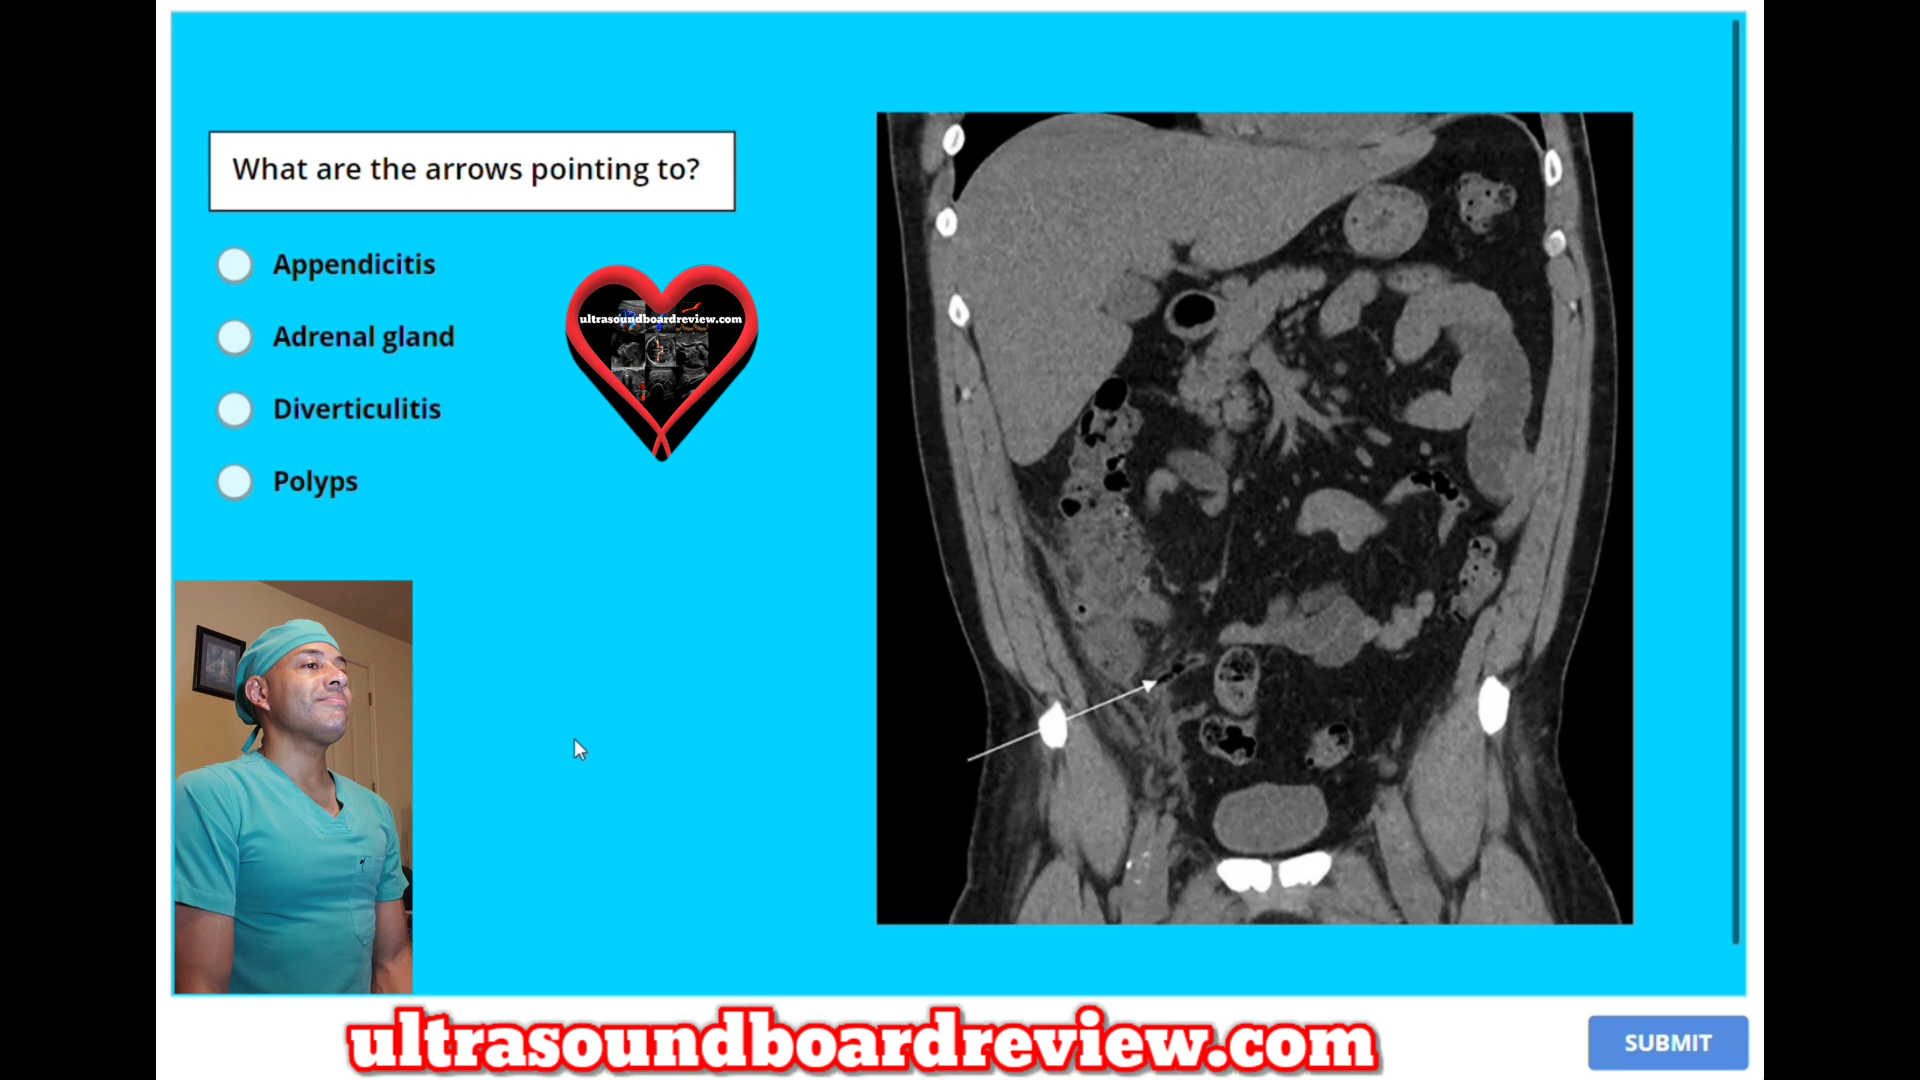 What are the arrows pointing to?
Appendicitis
Adrenal gland
Diverticulitis
Polyps
ultrasoundboardreview.com
ultrasoundboardreview.com
SUBMIT